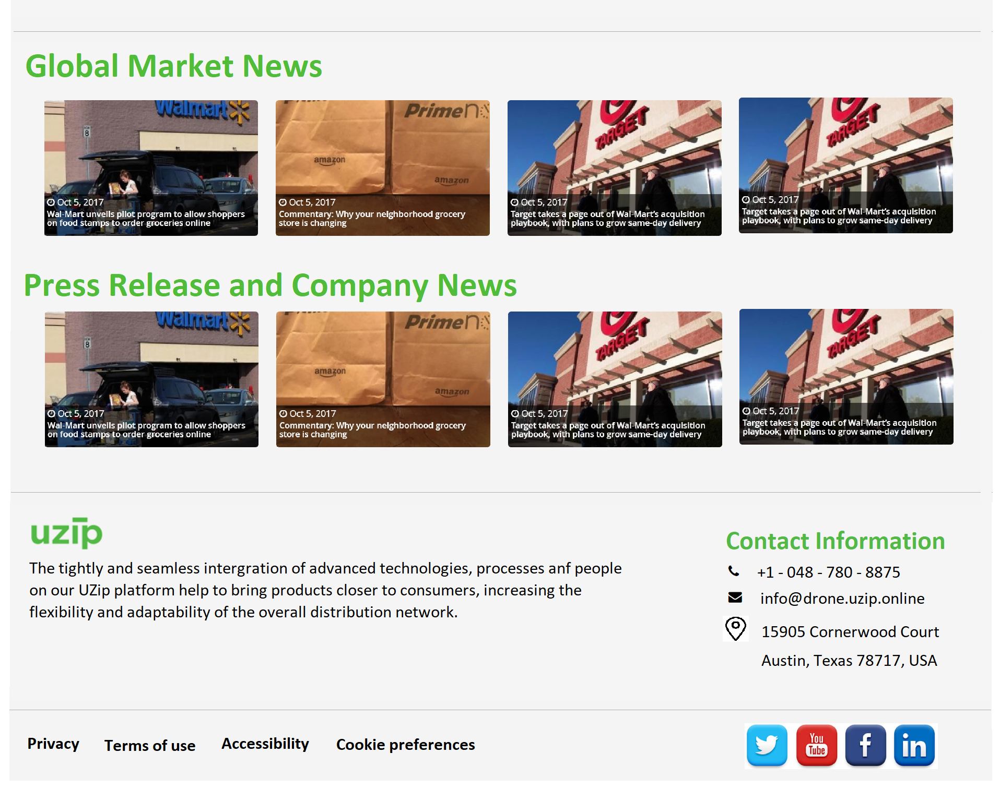 Global Market News
Walmart
8
Prime
amazon
amazon
TARGET
TARGET
Oct 5, 2017
Wal-Mart unveils pilot program to allow shoppers
on food stamps to order groceries online
Oct 5, 2017
Commentary: Why your neighborhood grocery
store is changing
Oct 5, 2017
Target takes a page out of Wal-Mart's acquisition
playbook, with plans to grow same-day delivery
Oct 5, 2017
Target takes a page out of Wal-Mart's acquisition
playbook, with plans to grow same-day delivery
Press Release and Company News
Walmart
8
Prime
amazon
amazon
TARGET
TARGET
Oct 5, 2017
Wal-Mart unveils pilot program to allow shoppers
on food stamps to order groceries online
Oct 5, 2017
Commentary: Why your neighborhood grocery
store is changing
Oct 5, 2017
Target takes a page out of Wal-Mart's acquisition
playbook, with plans to grow same-day delivery
Oct 5, 2017
Target takes a page out of Wal-Mart's acquisition
playbook, with plans to grow same-day delivery
uzip
The tightly and seamless intergration of advanced technologies, processes anf people
on our UZip platform help to bring products closer to consumers, increasing the
flexibility and adaptability of the overall distribution network.
Contact Information
+1 - 048 - 780 - 8875
info@drone.uzip.online
15905 Cornerwood Court
Austin, Texas 78717, USA
Privacy
Terms of use
Accessibility
Cookie preferences
You
Tube
f
in